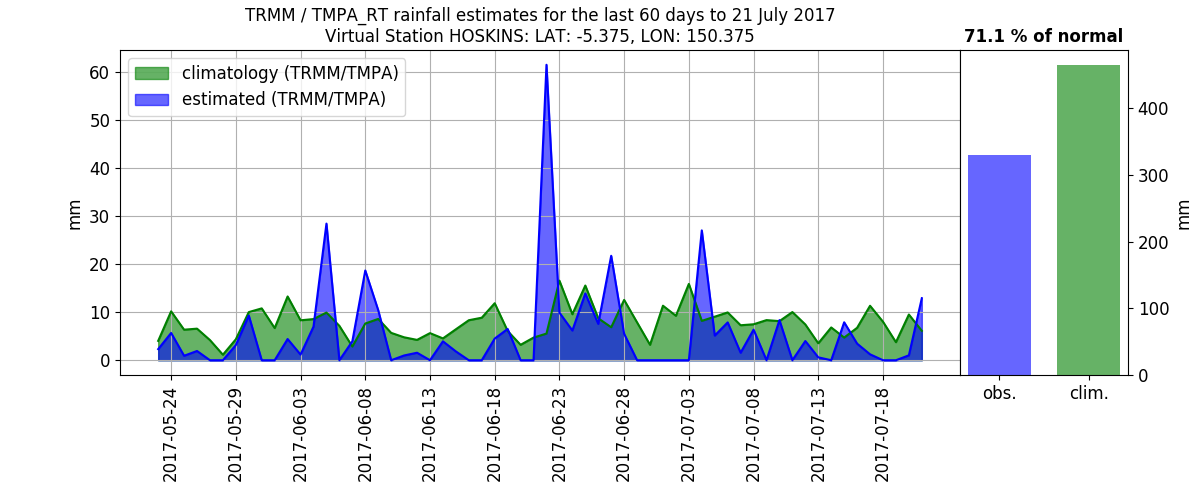 TRMM / TMPA_RT rainfall estimates for the last 60 days to 21 July 2017
Virtual Station HOSKINS: LAT: -5.375, LON: 150.375
71.1 % of normal
climatology (TRMM/TMPA)
estimated (TRMM/TMPA)
60
50
40
30
20
10
0
mm
2017-05-24
2017-05-29
2017-06-03
2017-06-08
2017-06-13
2017-06-18
2017-06-23
2017-06-28
2017-07-03
2017-07-08
2017-07-13
2017-07-18
400
300
200
100
0
mm
obs.
clim.